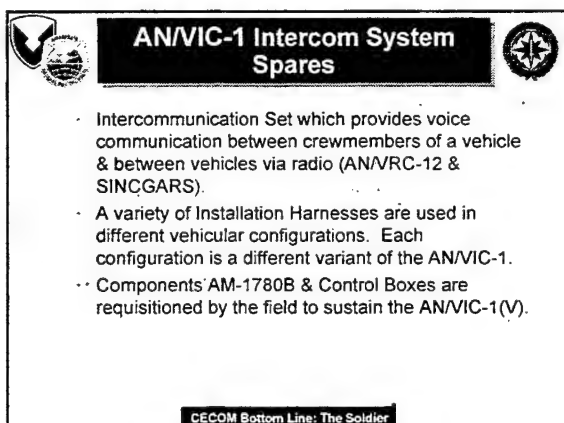 AN/VIC-1 Intercom System
Spares
- Intercommunication Set which provides voice
communication between crewmembers of a vehicle
& between vehicles via radio (AN/VRC-12 &
SINCGARS).
- A variety of Installation Harnesses are used in
different vehicular configurations. Each
configuration is a different variant of the AN/VIC-1.
- Components AM-1780B & Control Boxes are
requisitioned by the field to sustain the AN/VIC-1(V).
CECOM Bottom Line: The Soldier